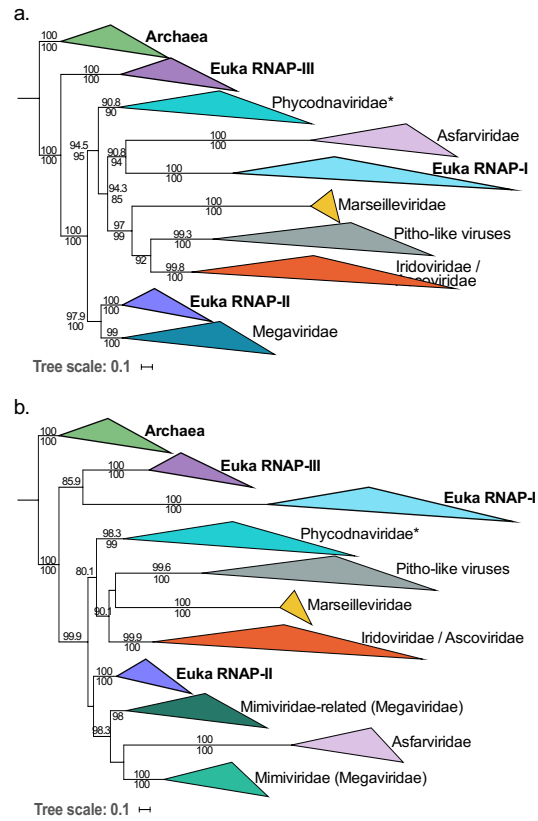 a.
Archaea
100
100
Euka RNAP-III
100
100
90.8
90
Phycodnaviridae*
Asfarviridae
100
100
94.5
95
90.8
94
100
100
Euka RNAP-I
100
100
94.3
85
100
100
Marseilleviridae
97
99
99.3
100
Pitho-like viruses
100
100
92
99.8
100
Iridoviridae /
Ascoviridae
Euka RNAP-II
100
100
97.9
100
99
100
Megaviridae
Tree scale: 0.1
b.
Archaea
100
100
85.9
100
100
Euka RNAP-III
100
100
Euka RNAP-I
98.3
99
Phycodnaviridae*
100
100
80.1
99.6
100
Pitho-like viruses
100
100
Marseilleviridae
90.1
99.9
100
Iridoviridae / Ascoviridae
99.9
Euka RNAP-II
100
100
Mimiviridae-related (Megaviridae)
98
98.3
100
100
Asfarviridae
100
100
Mimiviridae (Megaviridae)
Tree scale: 0.1